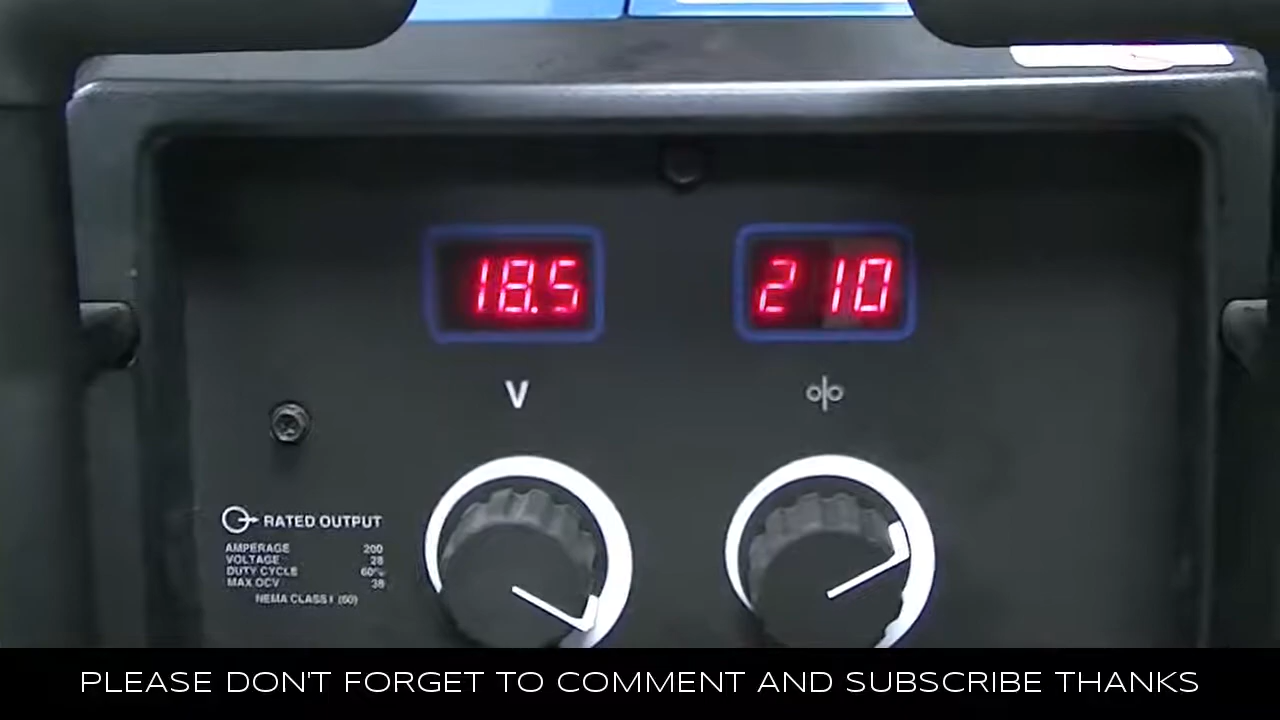 18.5
210
V
RATED OUTPUT
AMPERAGE 200
VOLTAGE 28
DUTY CYCLE 60%
MAX OCV 38
NEMA CLASS I (60)
PLEASE DON'T FORGET TO COMMENT AND SUBSCRIBE THANKS